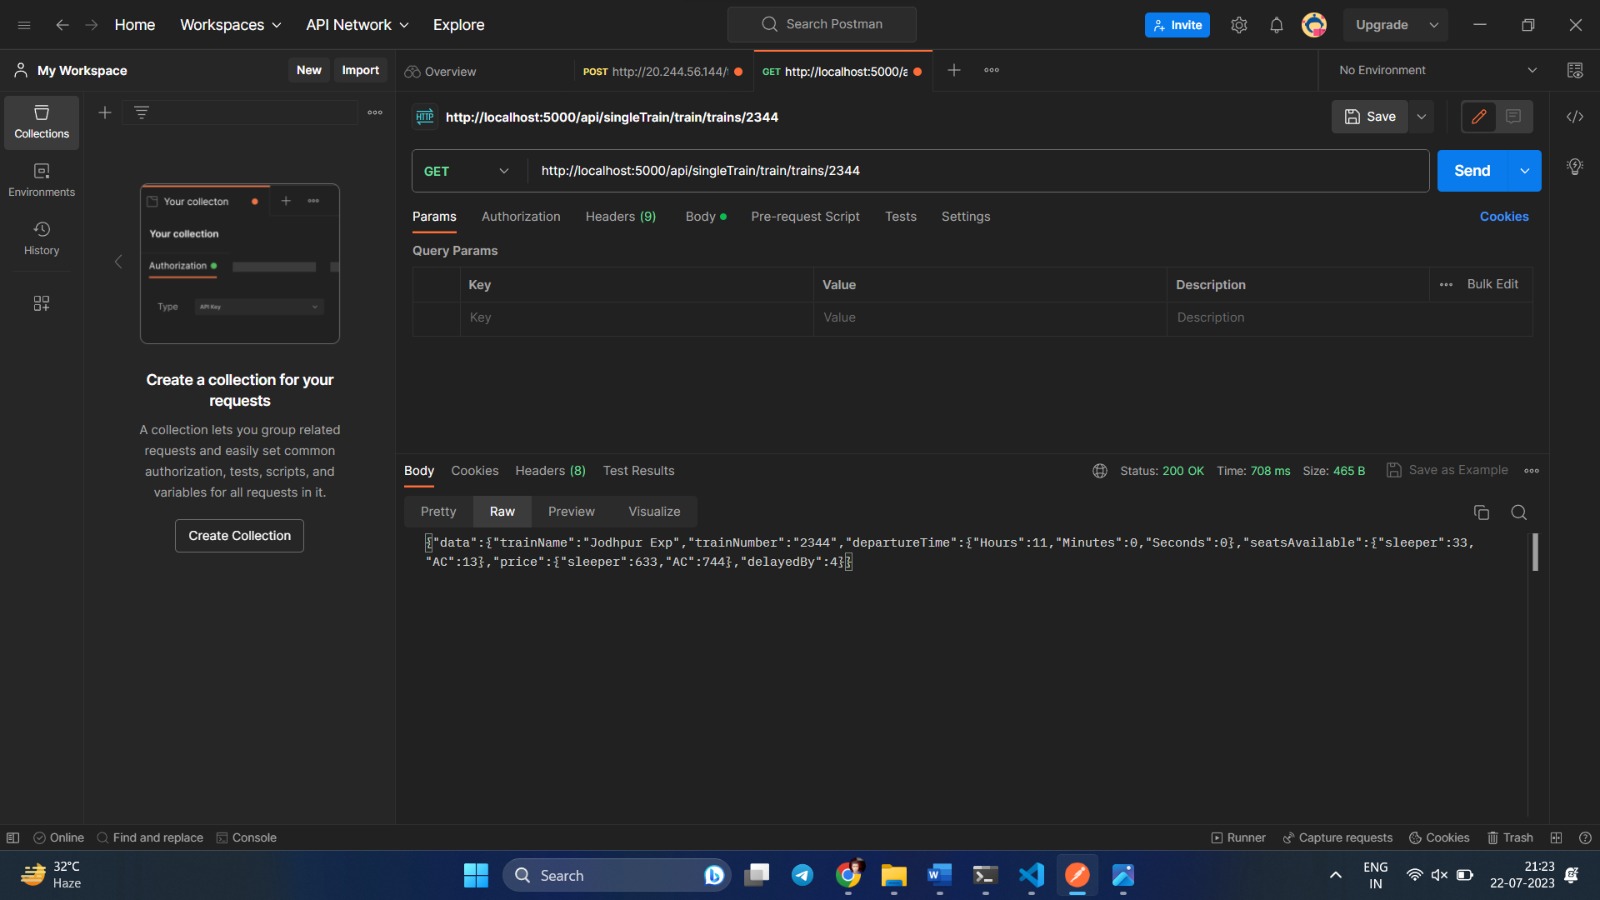 Home Workspaces API Network Explore Search Postman Invite Upgrade
My Workspace New Import Overview POST http://20.244.56.144/ GET http://localhost:5000/a No Environment
Collections
Environments
History
Your collecton
Your collection
Authorization
Type API Key
Create a collection for your
requests
A collection lets you group related
requests and easily set common
authorization, tests, scripts, and
variables for all requests in it.
Create Collection
HTTP http://localhost:5000/api/singleTrain/train/trains/2344 Save
GET http://localhost:5000/api/singleTrain/train/trains/2344 Send
Params Authorization Headers (9) Body Pre-request Script Tests Settings Cookies
Query Params
Key Value Description Bulk Edit
Key Value Description
Body Cookies Headers (8) Test Results Status: 200 OK Time: 708 ms Size: 465 B Save as Example
Pretty Raw Preview Visualize
{"data":{"trainName":"Jodhpur Exp","trainNumber":"2344","departureTime":{"Hours":11,"Minutes":0,"Seconds":0},"seatsAvailable":{"sleeper":33,
"AC":13},"price":{"sleeper":633,"AC":744},"delayedBy":4}}
Online Find and replace Console Runner Capture requests Cookies Trash
32°C
Haze
Search
ENG
IN
21:23
22-07-2023